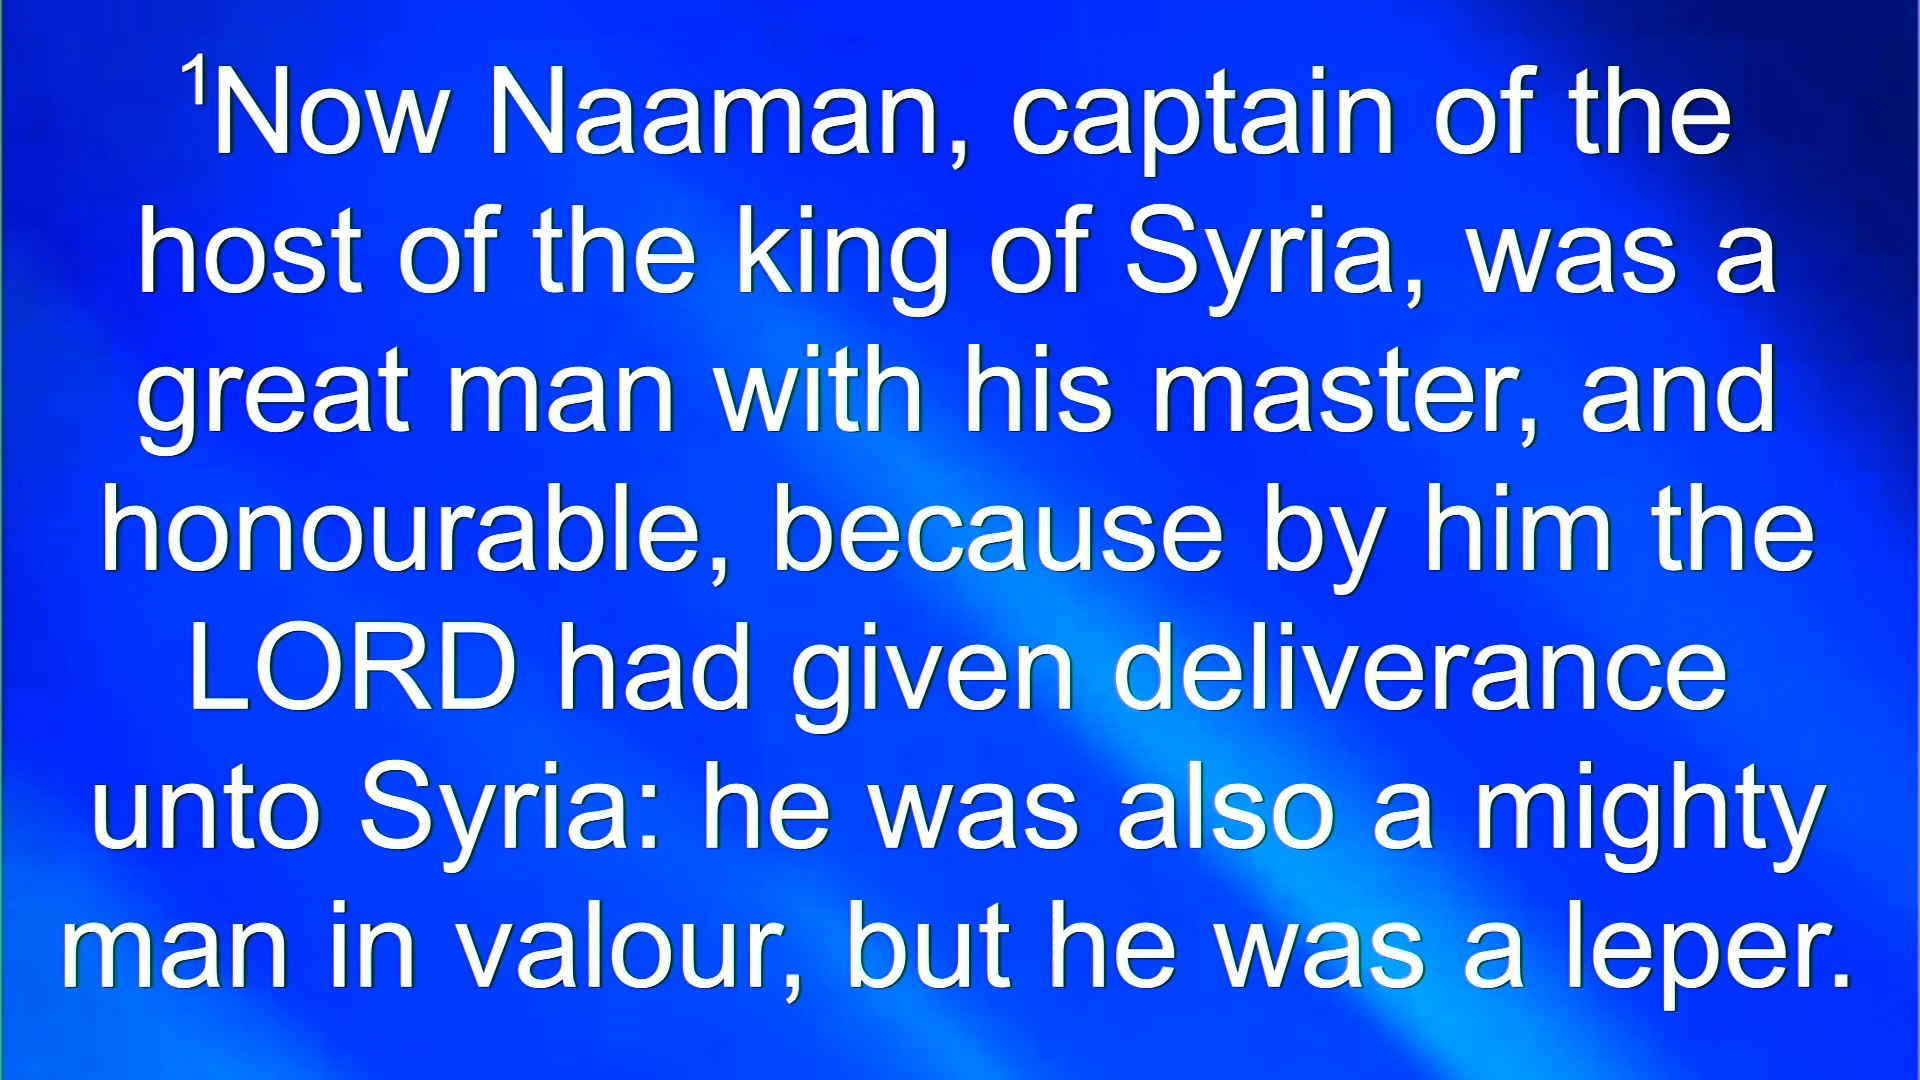 ¹Now Naaman, captain of the
host of the king of Syria, was a
great man with his master, and
honourable, because by him the
LORD had given deliverance
unto Syria: he was also a mighty
man in valour, but he was a leper.